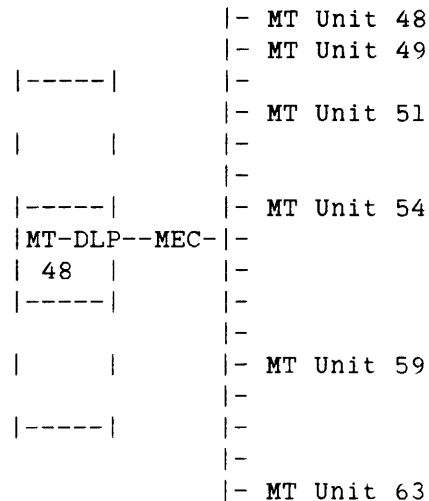 |- MT Unit 48
|- MT Unit 49
|-----| |-
|- MT Unit 51
| | |-
|-
|-----| |- MT Unit 54
|MT-DLP--MEC-|-
| 48 | |-
|-----| |-
|-
| | |- MT Unit 59
|-
|-----| |-
|-
|- MT Unit 63